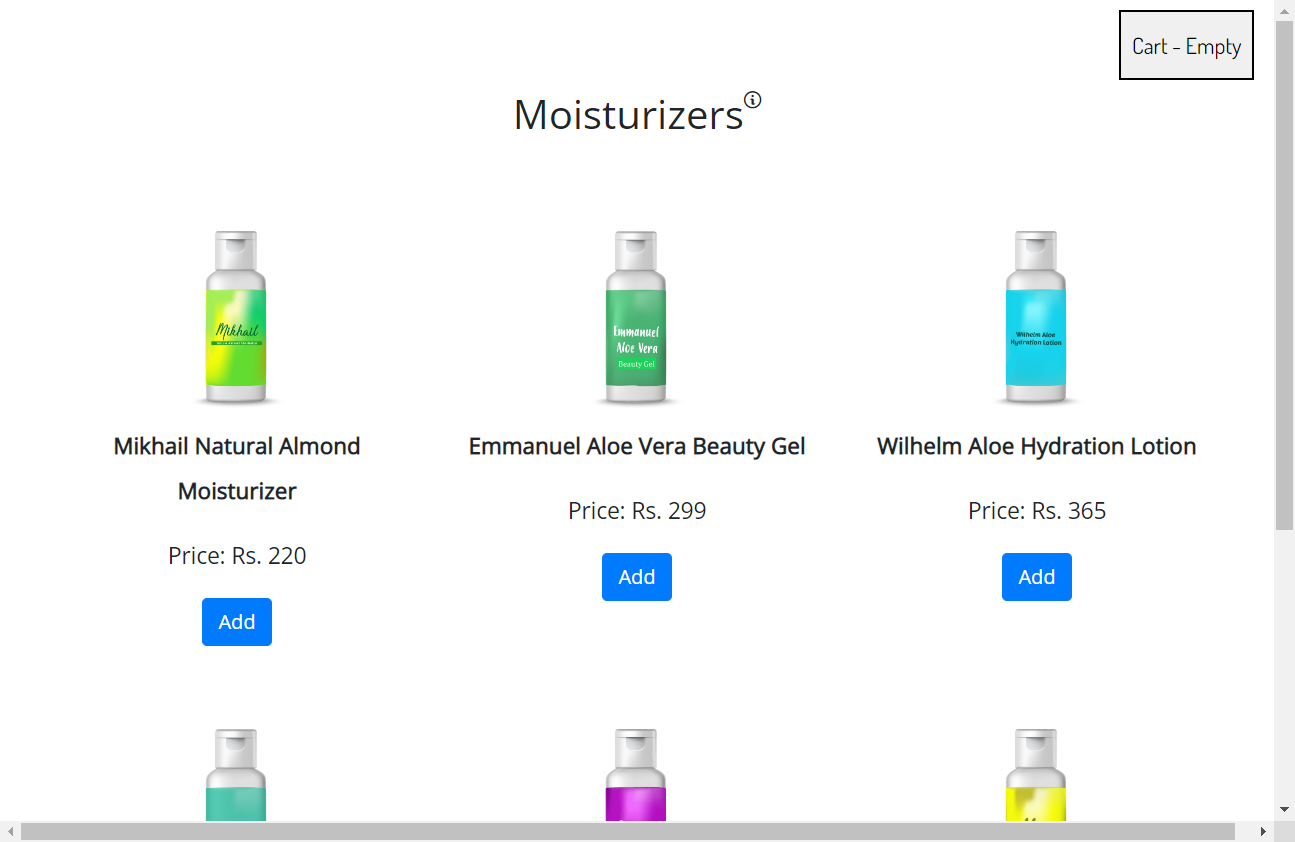 Cart - Empty
Moisturizers
Mikhail
Emmanuel
Aloe Vera
Beauty Gel
Wilhelm Aloe
Hydration Lotion
Mikhail Natural Almond
Moisturizer
Price: Rs. 220
Add
Emmanuel Aloe Vera Beauty Gel
Price: Rs. 299
Add
Wilhelm Aloe Hydration Lotion
Price: Rs. 365
Add